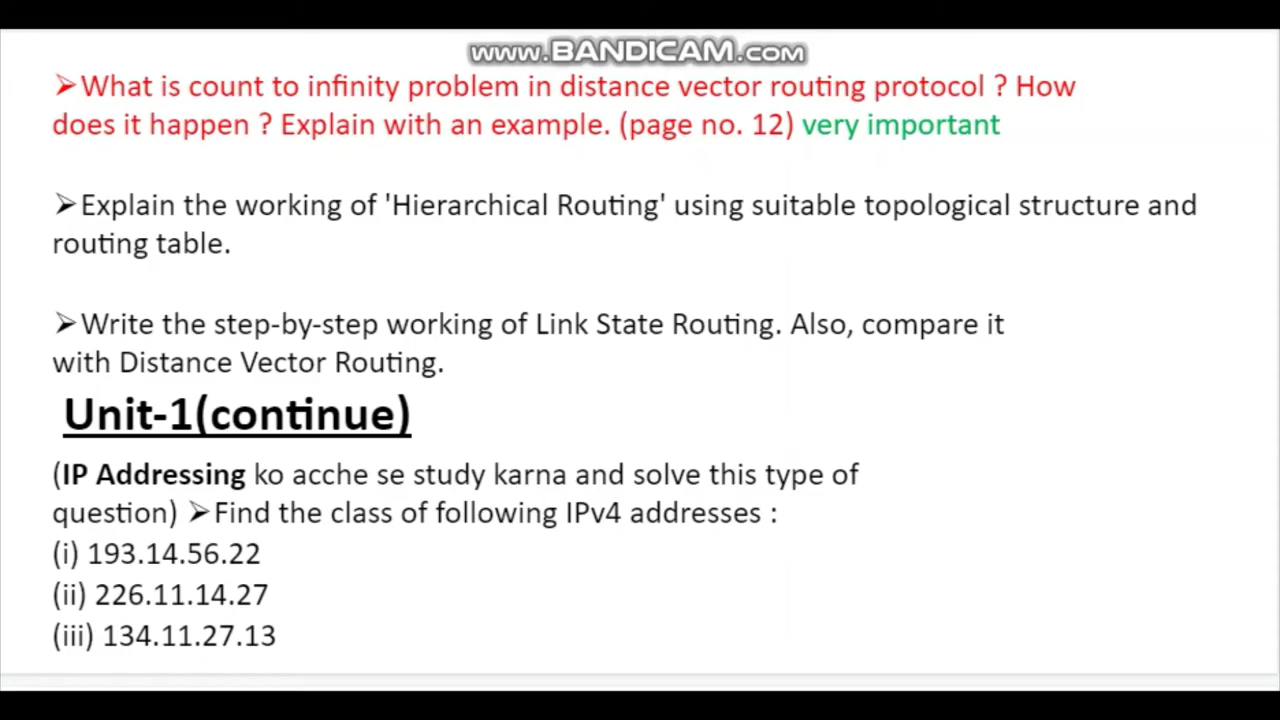 www.BANDICAM.com
➢What is count to infinity problem in distance vector routing protocol ? How
does it happen ? Explain with an example. (page no. 12) very important
➢Explain the working of 'Hierarchical Routing' using suitable topological structure and
routing table.
➢Write the step-by-step working of Link State Routing. Also, compare it
with Distance Vector Routing.
Unit-1(continue)
(IP Addressing ko acche se study karna and solve this type of
question) ➢Find the class of following IPv4 addresses :
(i) 193.14.56.22
(ii) 226.11.14.27
(iii) 134.11.27.13